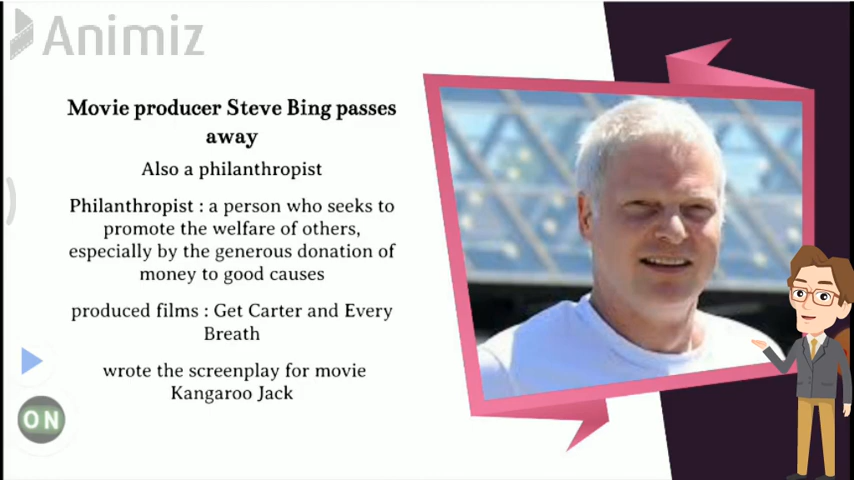 Animiz
Movie producer Steve Bing passes
away
Also a philanthropist
Philanthropist : a person who seeks to
promote the welfare of others,
especially by the generous donation of
money to good causes
produced films : Get Carter and Every
Breath
wrote the screenplay for movie
Kangaroo Jack
ON